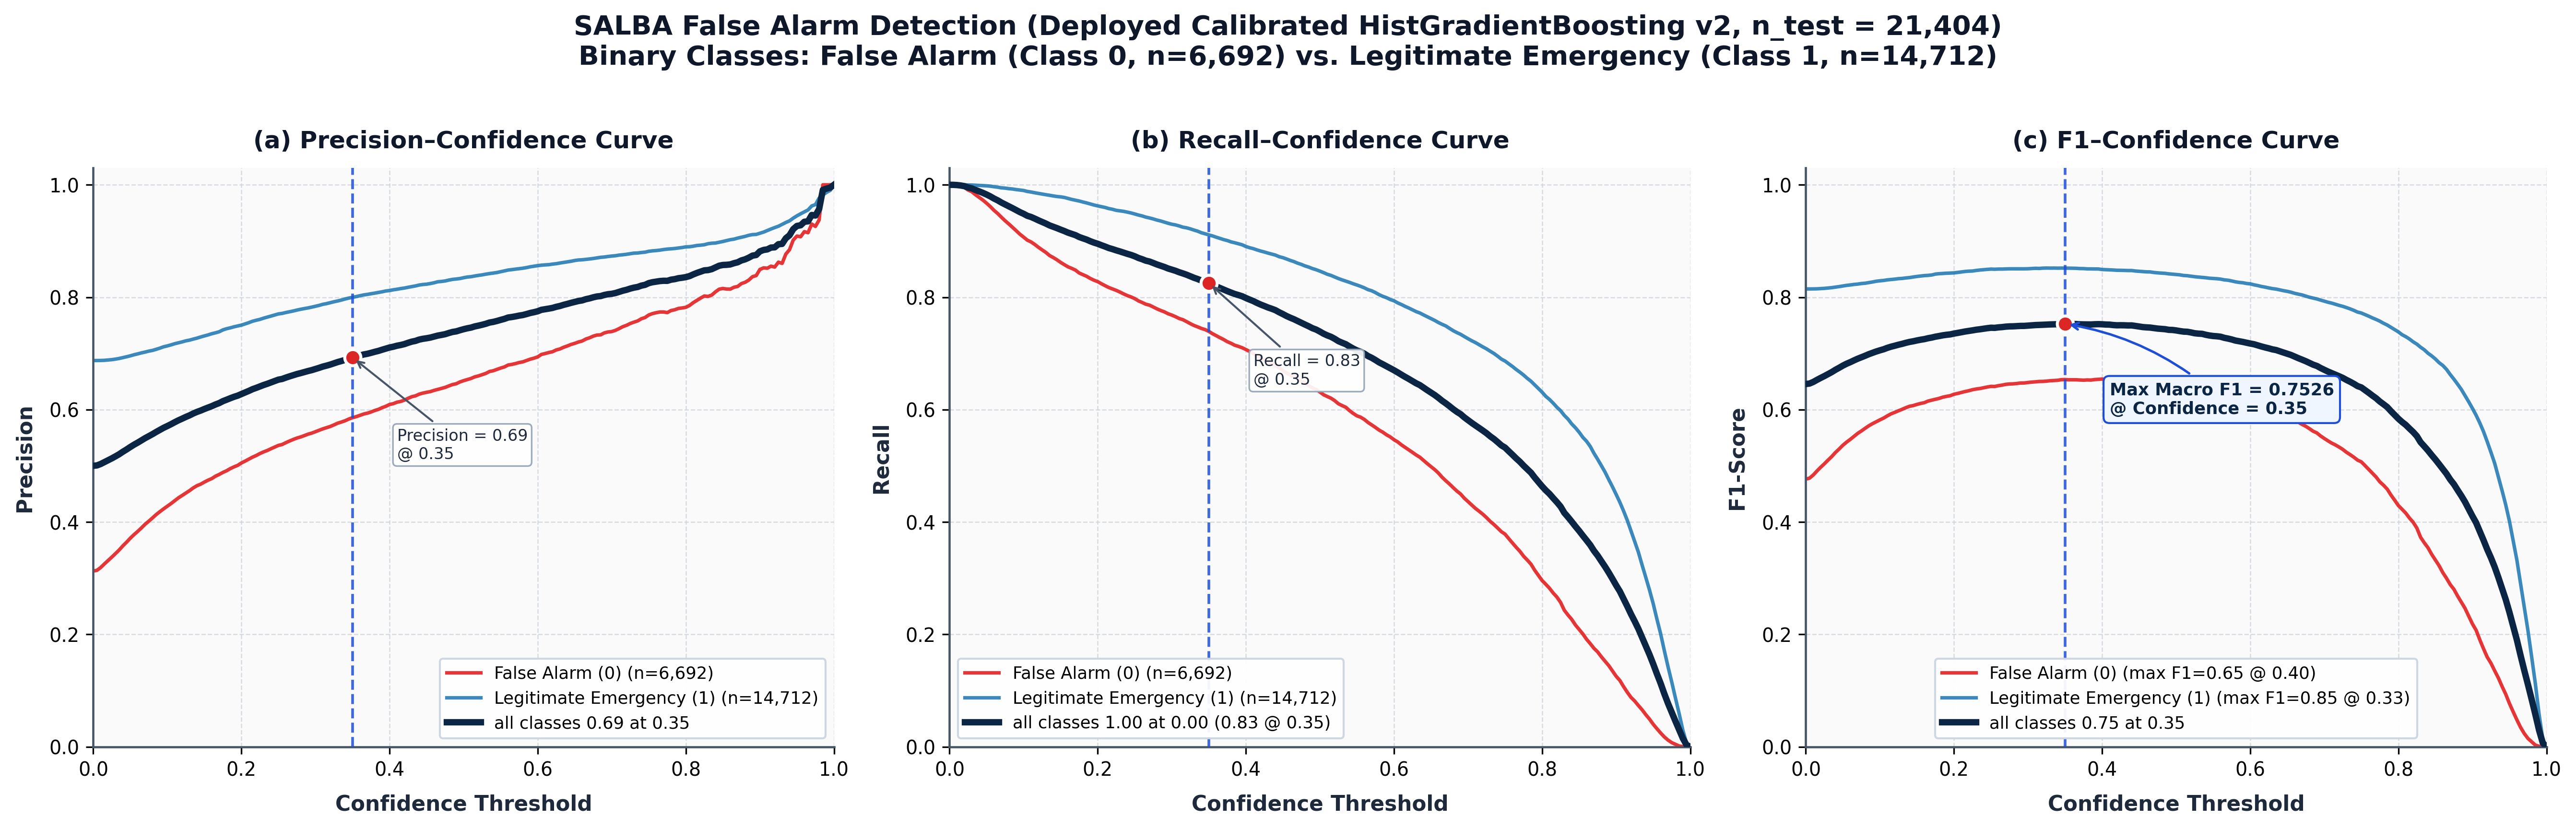 SALBA False Alarm Detection (Deployed Calibrated HistGradientBoosting v2, n_test = 21,404)
Binary Classes: False Alarm (Class 0, n=6,692) vs. Legitimate Emergency (Class 1, n=14,712)
(a) Precision–Confidence Curve
Precision
1.0
0.8
0.6
0.4
0.2
0.0
Precision = 0.69
@ 0.35
False Alarm (0) (n=6,692)
Legitimate Emergency (1) (n=14,712)
all classes 0.69 at 0.35
0.0 0.2 0.4 0.6 0.8 1.0
Confidence Threshold
(b) Recall–Confidence Curve
Recall
1.0
0.8
0.6
0.4
0.2
0.0
Recall = 0.83
@ 0.35
False Alarm (0) (n=6,692)
Legitimate Emergency (1) (n=14,712)
all classes 1.00 at 0.00 (0.83 @ 0.35)
0.0 0.2 0.4 0.6 0.8 1.0
Confidence Threshold
(c) F1–Confidence Curve
F1-Score
1.0
0.8
0.6
0.4
0.2
0.0
Max Macro F1 = 0.7526
@ Confidence = 0.35
False Alarm (0) (max F1=0.65 @ 0.40)
Legitimate Emergency (1) (max F1=0.85 @ 0.33)
all classes 0.75 at 0.35
0.0 0.2 0.4 0.6 0.8 1.0
Confidence Threshold